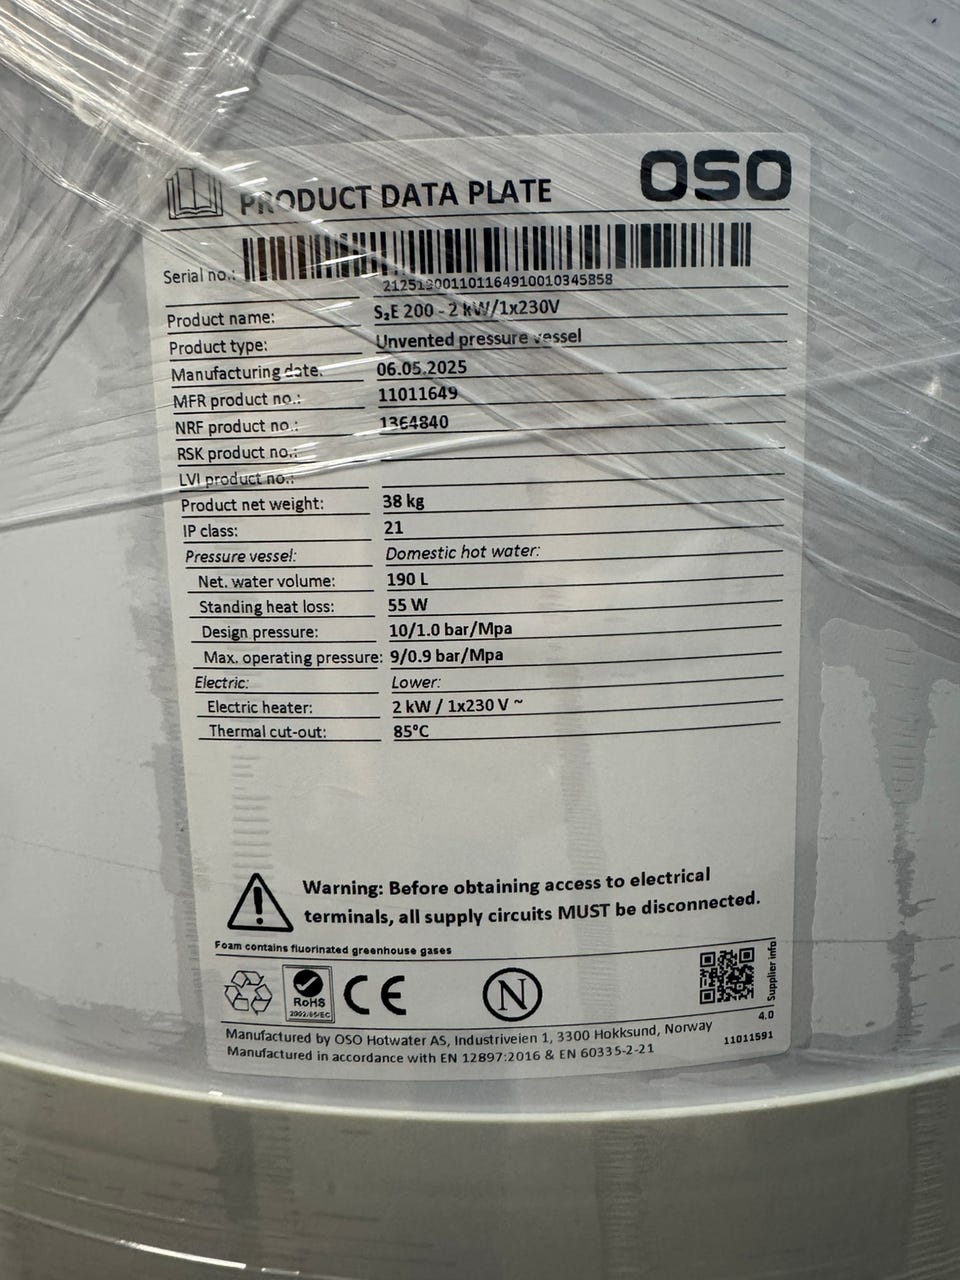 OSO
PRODUCT DATA PLATE
Serial no.:
212513001101164910010345858
Product name: S₂E 200 - 2 kW/1x230V
Product type: Unvented pressure vessel
Manufacturing date. 06.05.2025
MFR product no.: 11011649
NRF product no.: 1364840
RSK product no.:
LVI product no.:
Product net weight: 38 kg
IP class: 21
Pressure vessel: Domestic hot water:
Net. water volume: 190 L
Standing heat loss: 55 W
Design pressure: 10/1.0 bar/Mpa
Max. operating pressure: 9/0.9 bar/Mpa
Electric: Lower:
Electric heater: 2 kW / 1x230 V ~
Thermal cut-out: 85°C
Warning: Before obtaining access to electrical
terminals, all supply circuits MUST be disconnected.
Foam contains fluorinated greenhouse gases
RoHS
2002/95/EC
CE
N
Supplier info
4.0
Manufactured by OSO Hotwater AS, Industriveien 1, 3300 Hokksund, Norway
Manufactured in accordance with EN 12897:2016 & EN 60335-2-21
11011591